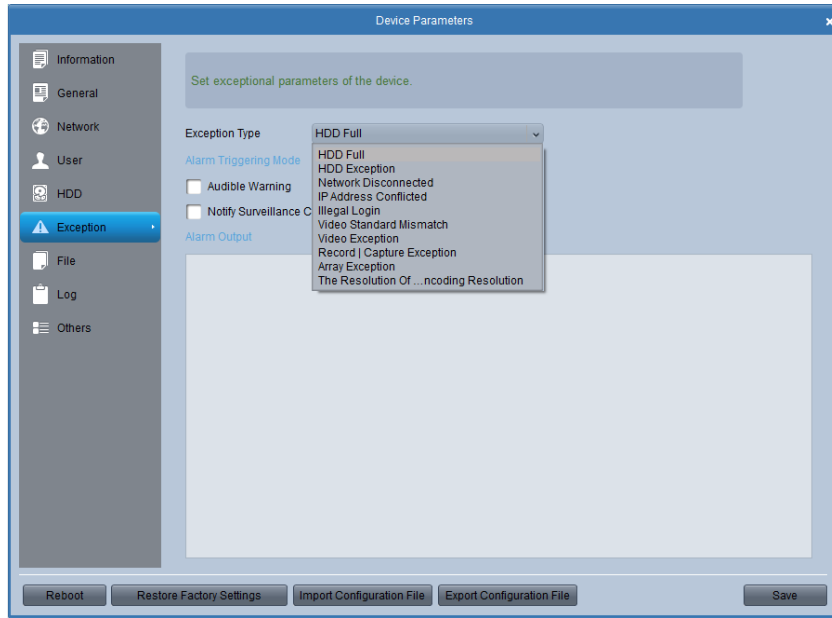 Device Parameters
Information
General
Network
User
HDD
Exception
File
Log
Others
Set exceptional parameters of the device.
Exception Type
HDD Full
HDD Full
HDD Exception
Network Disconnected
IP Address Conflicted
Illegal Login
Video Standard Mismatch
Video Exception
Record | Capture Exception
Array Exception
The Resolution Of ...ncoding Resolution
Alarm Triggering Mode
Audible Warning
Notify Surveillance C
Alarm Output
Reboot
Restore Factory Settings
Import Configuration File
Export Configuration File
Save